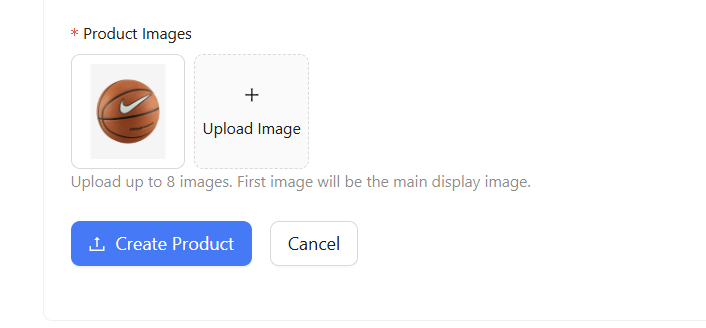 * Product Images
Upload Image
Upload up to 8 images. First image will be the main display image.
Create Product
Cancel